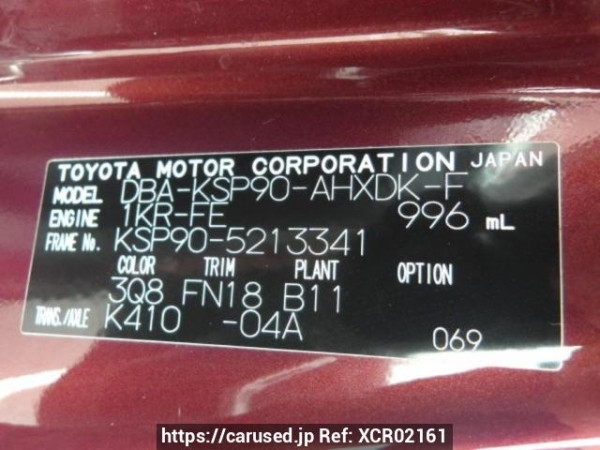 TOYOTA MOTOR CORPORATION JAPAN
MODEL DBA-KSP90-AHXDK-F
ENGINE 1KR-FE 996 mL
FRAME No. KSP90-5213341
COLOR TRIM PLANT OPTION
3Q8 FN18 B11
TRANS./AXLE K410 -04A 069
https://carused.jp Ref: XCR02161